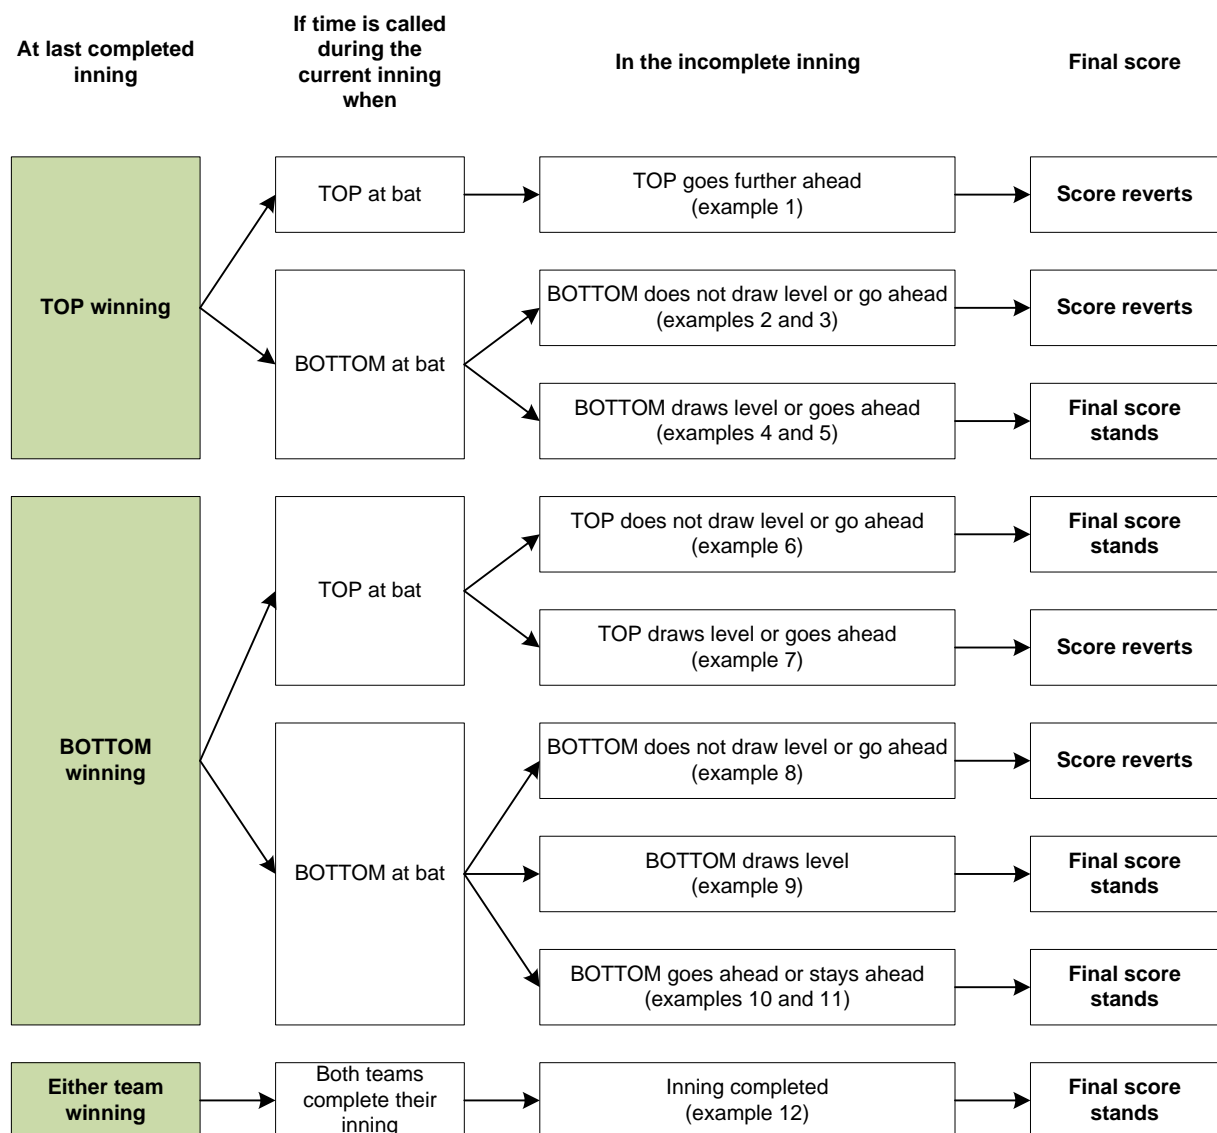 At last completed
inning
If time is called
during the
current inning
when
In the incomplete inning
Final score
TOP winning
TOP at bat
TOP goes further ahead
(example 1)
Score reverts
BOTTOM at bat
BOTTOM does not draw level or go ahead
(examples 2 and 3)
Score reverts
BOTTOM draws level or goes ahead
(examples 4 and 5)
Final score
stands
BOTTOM
winning
TOP at bat
TOP does not draw level or go ahead
(example 6)
Final score
stands
TOP draws level or goes ahead
(example 7)
Score reverts
BOTTOM at bat
BOTTOM does not draw level or go ahead
(example 8)
Score reverts
BOTTOM draws level
(example 9)
Final score
stands
BOTTOM goes ahead or stays ahead
(examples 10 and 11)
Final score
stands
Either team
winning
Both teams
complete their
inning
Inning completed
(example 12)
Final score
stands